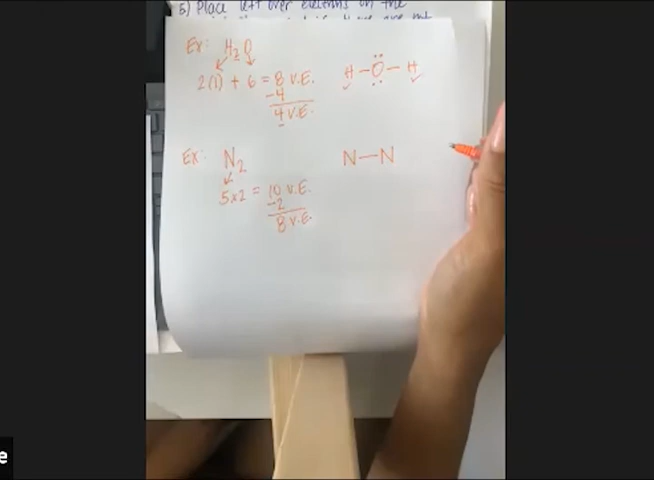 5) Place left over electrons on the
Ex: H2O
2(1) + 6 = 8 V.E.
-4
4 V.E.
H-O-H
Ex: N2
5x2 = 10 V.E.
-2
8 V.E.
N-N
e